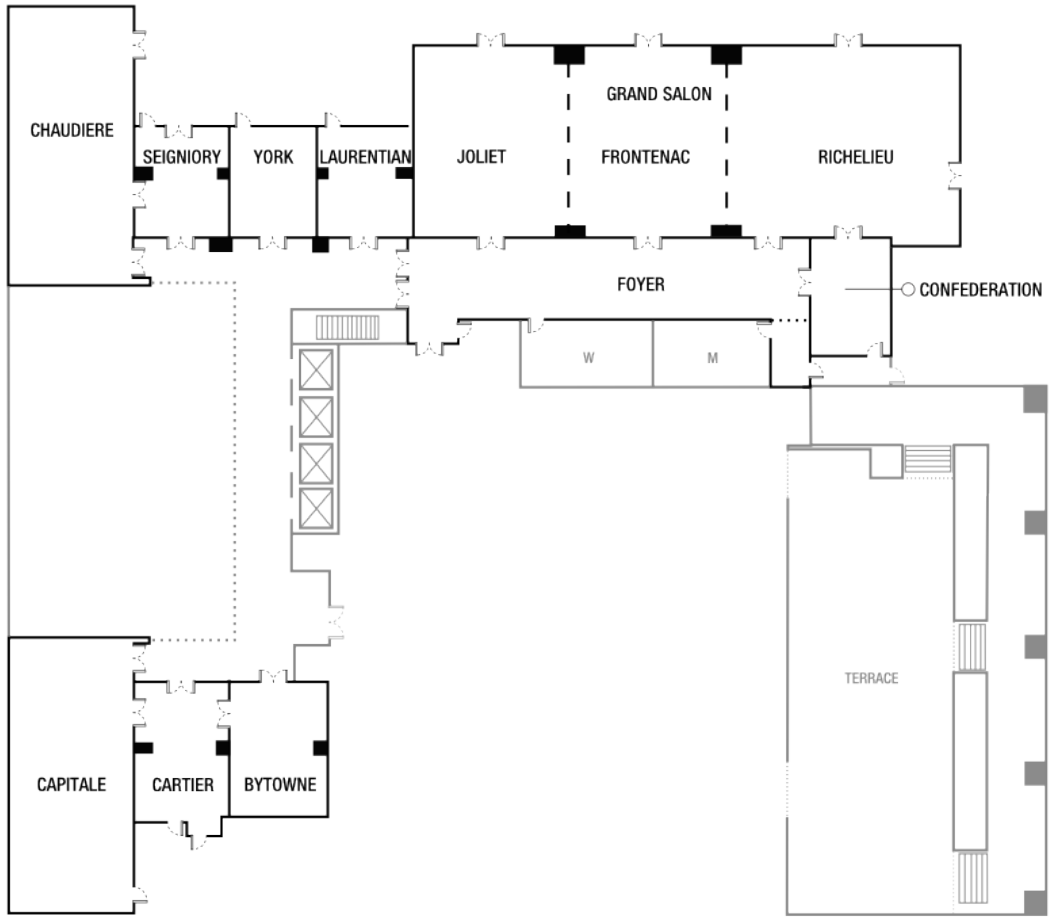 CHAUDIERE
SEIGNIORY
YORK
LAURENTIAN
JOLIET
GRAND SALON
FRONTENAC
RICHELIEU
FOYER
CONFEDERATION
W
M
TERRACE
CAPITALE
CARTIER
BYTOWNE